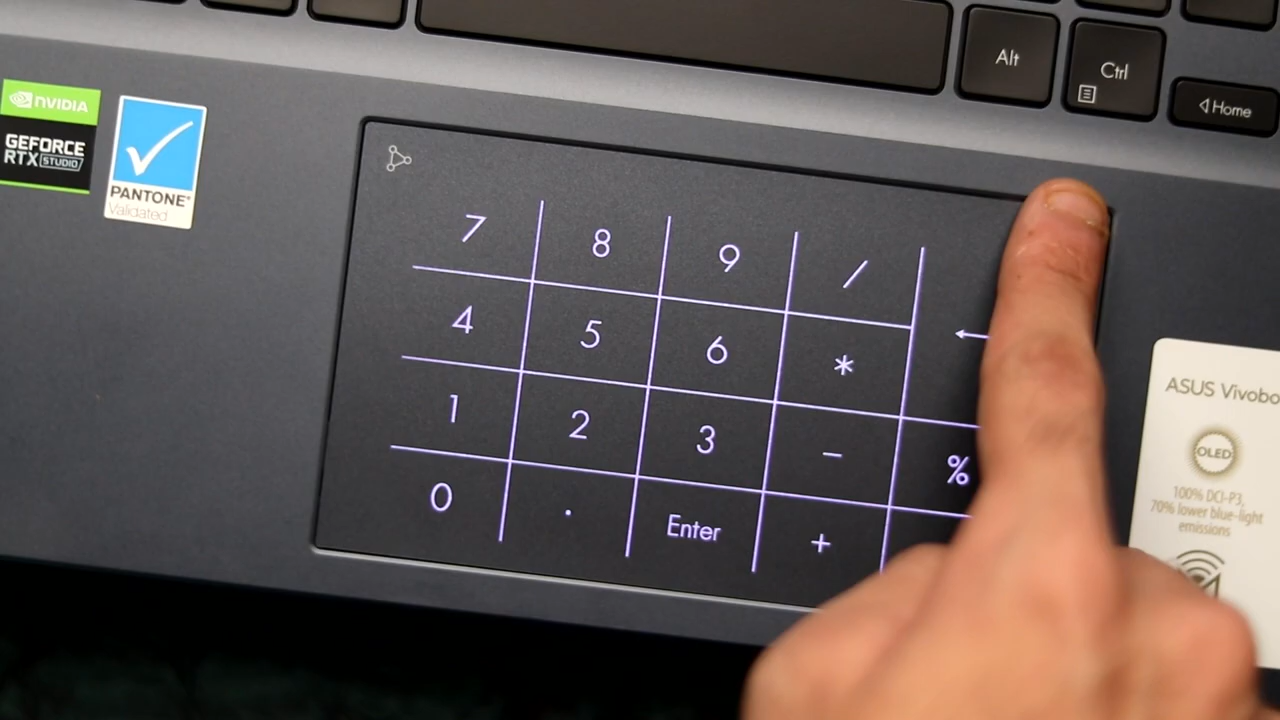 Alt
Ctrl
◁ Home
NVIDIA
GEFORCE
RTX STUDIO
PANTONE®
Validated
7 8 9 /
4 5 6 *
1 2 3 - %
0 . Enter +
ASUS Vivobo
OLED
100% DCI-P3,
70% lower blue-light
emissions